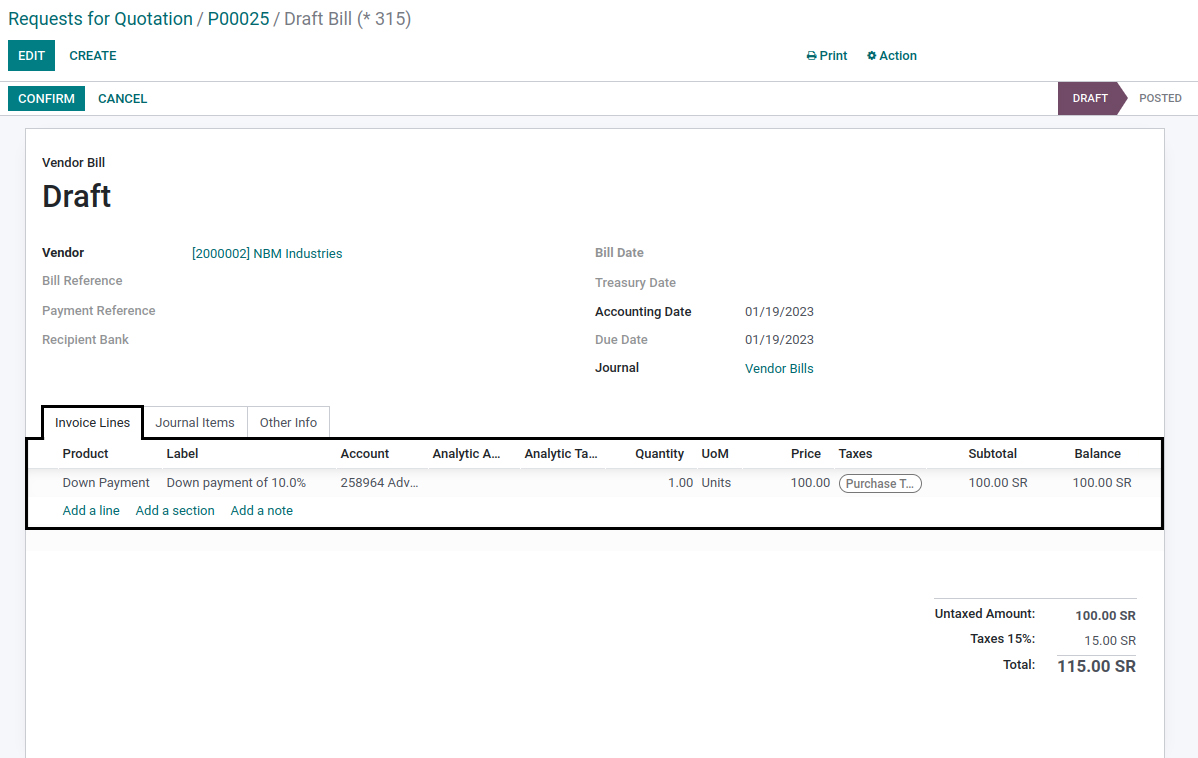 Requests for Quotation / P00025 / Draft Bill (* 315)
EDIT CREATE Print Action
CONFIRM CANCEL DRAFT POSTED
Vendor Bill
Draft
Vendor [2000002] NBM Industries Bill Date
Bill Reference Treasury Date
Payment Reference Accounting Date 01/19/2023
Recipient Bank Due Date 01/19/2023
Journal Vendor Bills
Invoice Lines Journal Items Other Info
Product Label Account Analytic A... Analytic Ta... Quantity UoM Price Taxes Subtotal Balance
Down Payment Down payment of 10.0% 258964 Adv... 1.00 Units 100.00 Purchase T... 100.00 SR 100.00 SR
Add a line Add a section Add a note
Untaxed Amount: 100.00 SR
Taxes 15%: 15.00 SR
Total: 115.00 SR